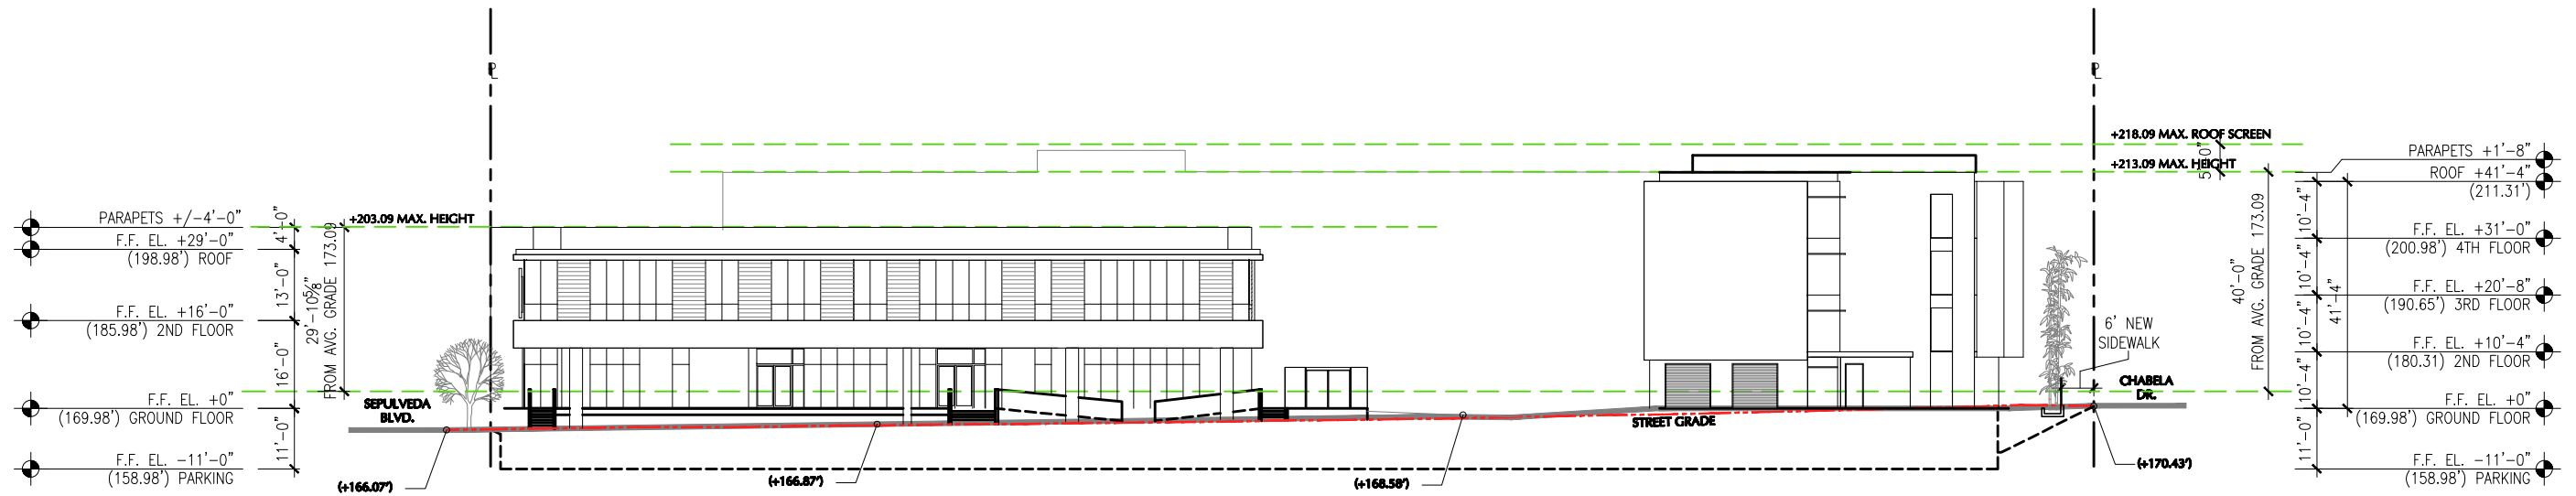 PARAPETS +/-4'-0"
F.F. EL. +29'-0"
(198.98') ROOF
F.F. EL. +16'-0"
(185.98') 2ND FLOOR
F.F. EL. +0"
(169.98') GROUND FLOOR
F.F. EL. -11'-0"
(158.98') PARKING
4'-0"
13'-0"
16'-0"
11'-0"
29'-10⅝"
FROM AVG. GRADE 173.09
+203.09 MAX. HEIGHT
SEPULVEDA
BLVD.
(+166.07')
PL
(+166.87')
(+168.58')
STREET GRADE
PL
(+170.43')
CHABELA
DR.
6' NEW
SIDEWALK
+218.09 MAX. ROOF SCREEN
+213.09 MAX. HEIGHT
5'-0"
40'-0"
FROM AVG. GRADE 173.09
10'-4"
10'-4"
10'-4"
10'-4"
11'-0"
41'-4"
PARAPETS +1'-8"
ROOF +41'-4"
(211.31')
F.F. EL. +31'-0"
(200.98') 4TH FLOOR
F.F. EL. +20'-8"
(190.65') 3RD FLOOR
F.F. EL. +10'-4"
(180.31) 2ND FLOOR
F.F. EL. +0"
(169.98') GROUND FLOOR
F.F. EL. -11'-0"
(158.98') PARKING